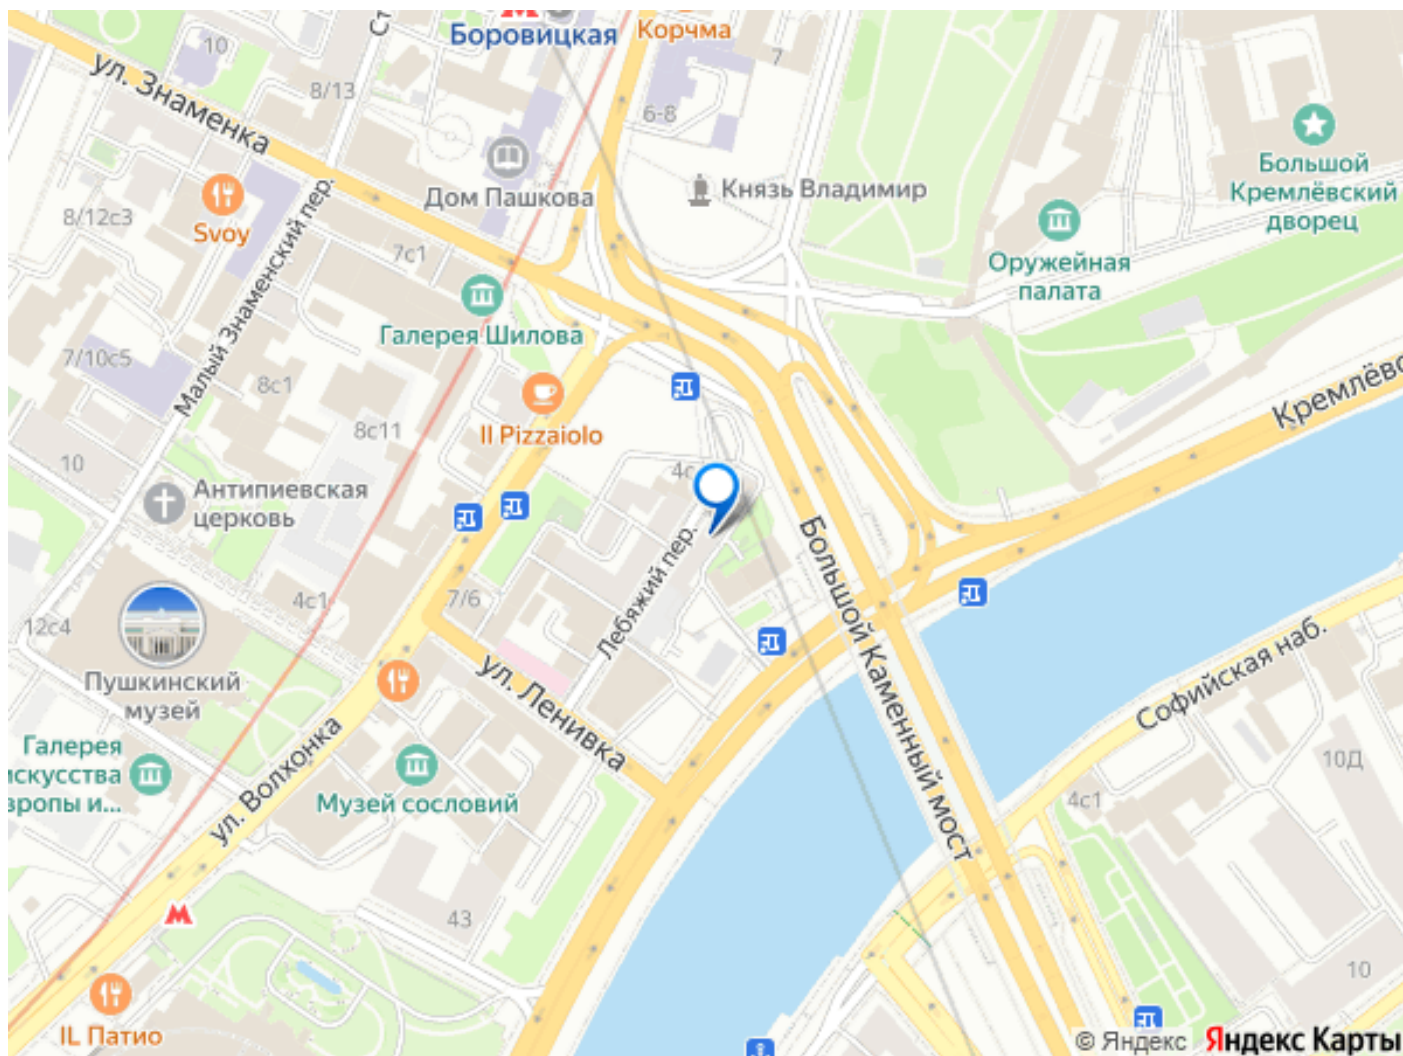 Боровицкая
Корчма
10
7
8/13
6-8
ул. Знаменка
Большой
Кремлёвский
дворец
Дом Пашкова
Князь Владимир
8/12с3
Svoy
7с1
Оружейная
палата
Малый Знаменский пер.
Галерея Шилова
7/10с5
8с1
Кремлёвс
8с11
Il Pizzaiolo
10
4с
Антипиевская
церковь
Лебяжий пер.
Большой Каменный мост
4с1
7/6
12с4
Софийская наб.
Пушкинский
музей
ул. Ленивка
Галерея
искусства
вропы и...
ул. Волхонка
Музей сословий
10Д
4с1
43
10
IL Патио
© Яндекс Яндекс Карты